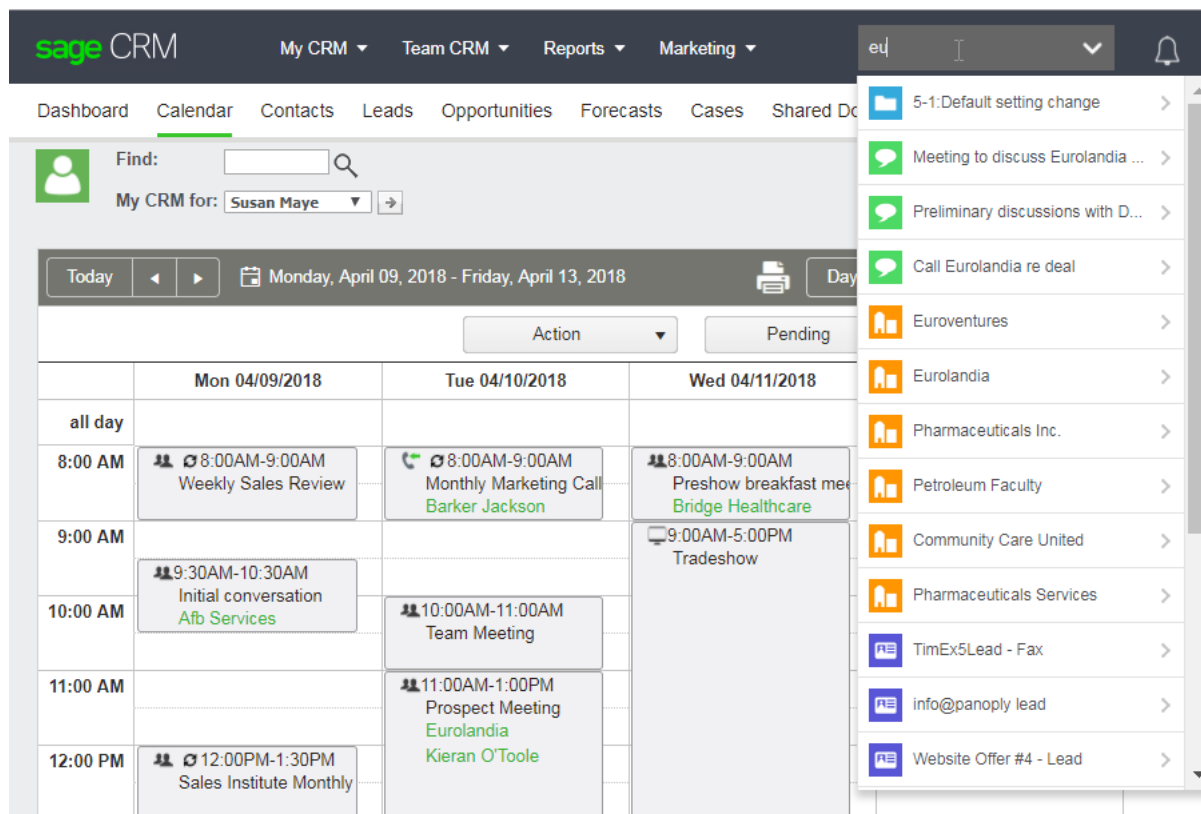 sage CRM My CRM Team CRM Reports Marketing eu
Dashboard Calendar Contacts Leads Opportunities Forecasts Cases Shared Do
Find:
My CRM for: Susan Maye
Today Monday, April 09, 2018 - Friday, April 13, 2018 Day
Action Pending
Mon 04/09/2018 Tue 04/10/2018 Wed 04/11/2018
all day
8:00 AM
8:00AM-9:00AM
Weekly Sales Review
8:00AM-9:00AM
Monthly Marketing Call
Barker Jackson
8:00AM-9:00AM
Preshow breakfast mee
Bridge Healthcare
9:00 AM
9:00AM-5:00PM
Tradeshow
9:30AM-10:30AM
Initial conversation
Afb Services
10:00 AM
10:00AM-11:00AM
Team Meeting
11:00 AM
11:00AM-1:00PM
Prospect Meeting
Eurolandia
Kieran O'Toole
12:00 PM
12:00PM-1:30PM
Sales Institute Monthly
5-1:Default setting change
Meeting to discuss Eurolandia ...
Preliminary discussions with D...
Call Eurolandia re deal
Euroventures
Eurolandia
Pharmaceuticals Inc.
Petroleum Faculty
Community Care United
Pharmaceuticals Services
TimEx5Lead - Fax
info@panoply lead
Website Offer #4 - Lead